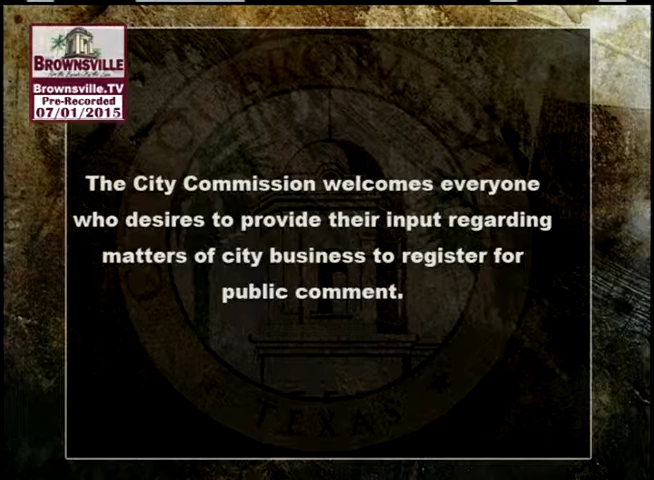 BROWNSVILLE
Brownsville.TV
Pre-Recorded
07/01/2015
The City Commission welcomes everyone
who desires to provide their input regarding
matters of city business to register for
public comment.
TEXAS